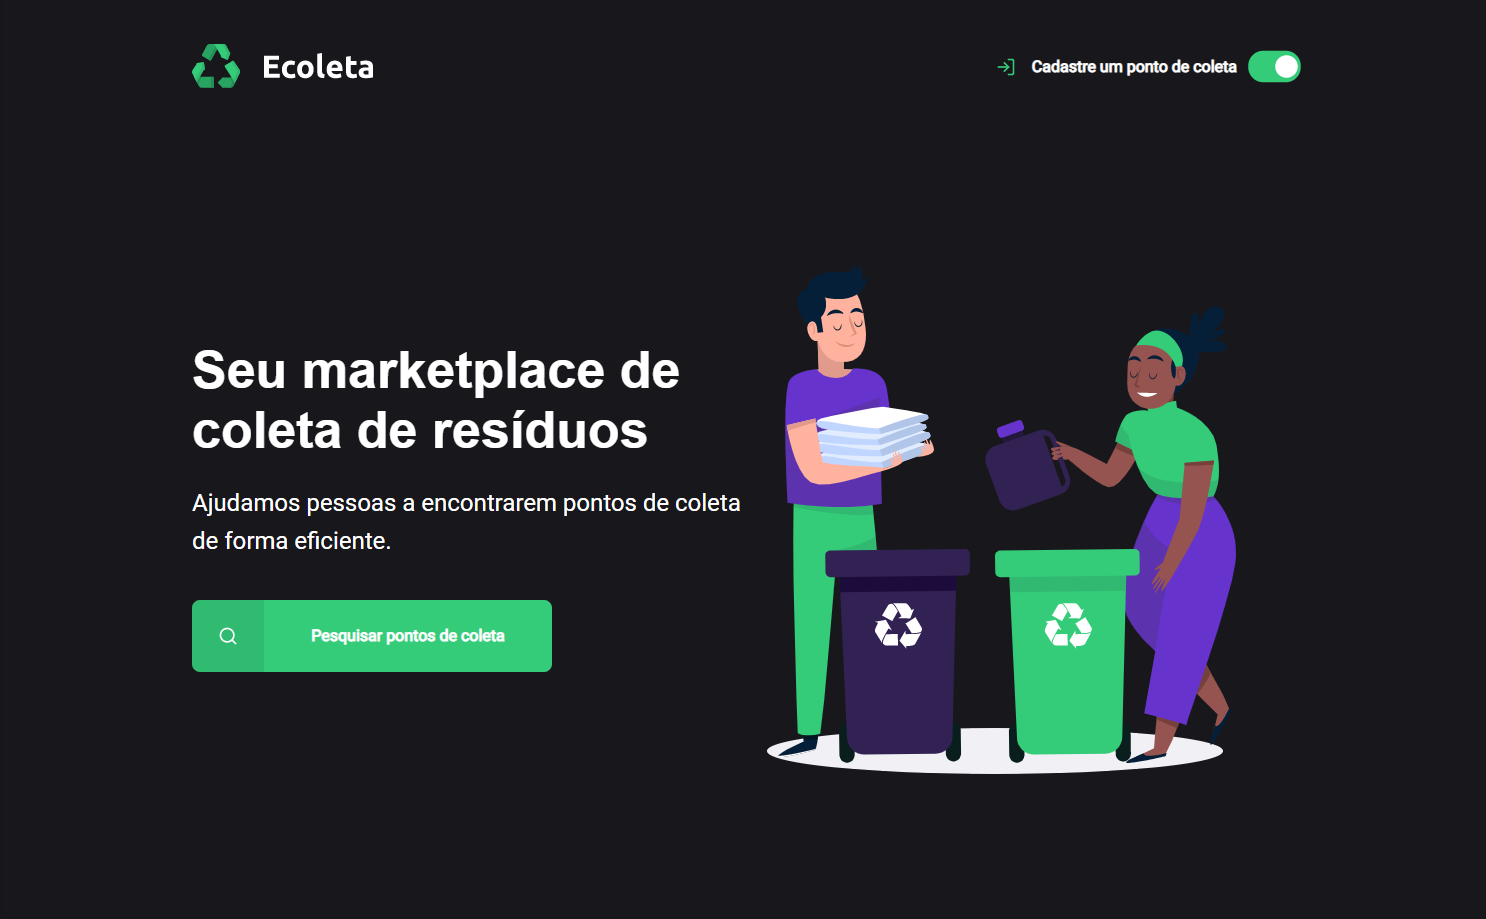 Ecoleta
Cadastre um ponto de coleta
Seu marketplace de
coleta de resíduos
Ajudamos pessoas a encontrarem pontos de coleta
de forma eficiente.
Pesquisar pontos de coleta